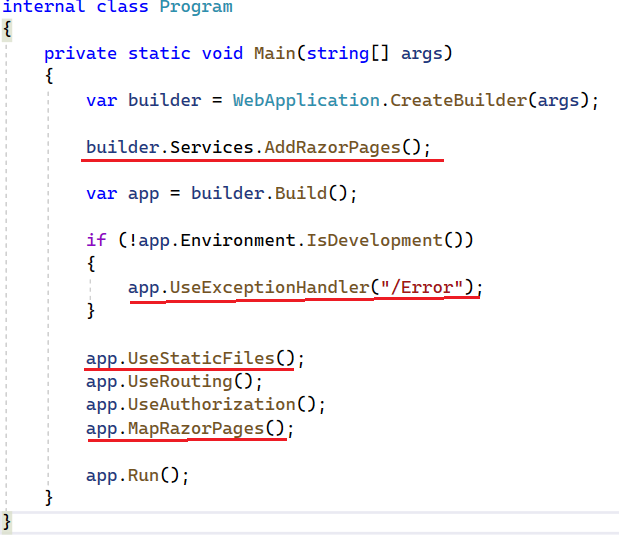 internal class Program
{
    private static void Main(string[] args)
    {
        var builder = WebApplication.CreateBuilder(args);
        builder.Services.AddRazorPages();
        var app = builder.Build();
        if (!app.Environment.IsDevelopment())
        {
            app.UseExceptionHandler("/Error");
        }
        app.UseStaticFiles();
        app.UseRouting();
        app.UseAuthorization();
        app.MapRazorPages();
        app.Run();
    }
}